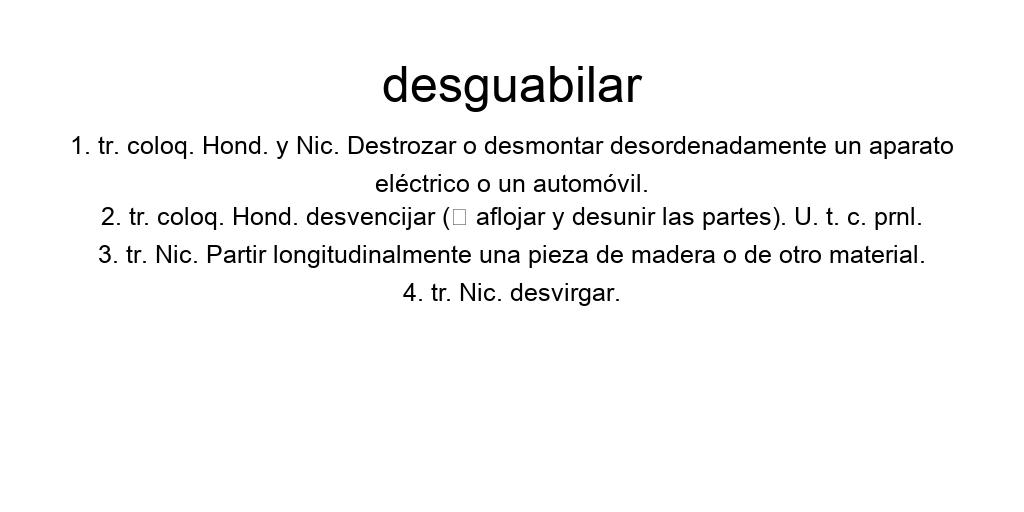 desguabilar
1. tr. coloq. Hond. y Nic. Destrozar o desmontar desordenadamente un aparato
eléctrico o un automóvil.
2. tr. coloq. Hond. desvencijar (□ aflojar y desunir las partes). U. t. c. prnl.
3. tr. Nic. Partir longitudinalmente una pieza de madera o de otro material.
4. tr. Nic. desvirgar.